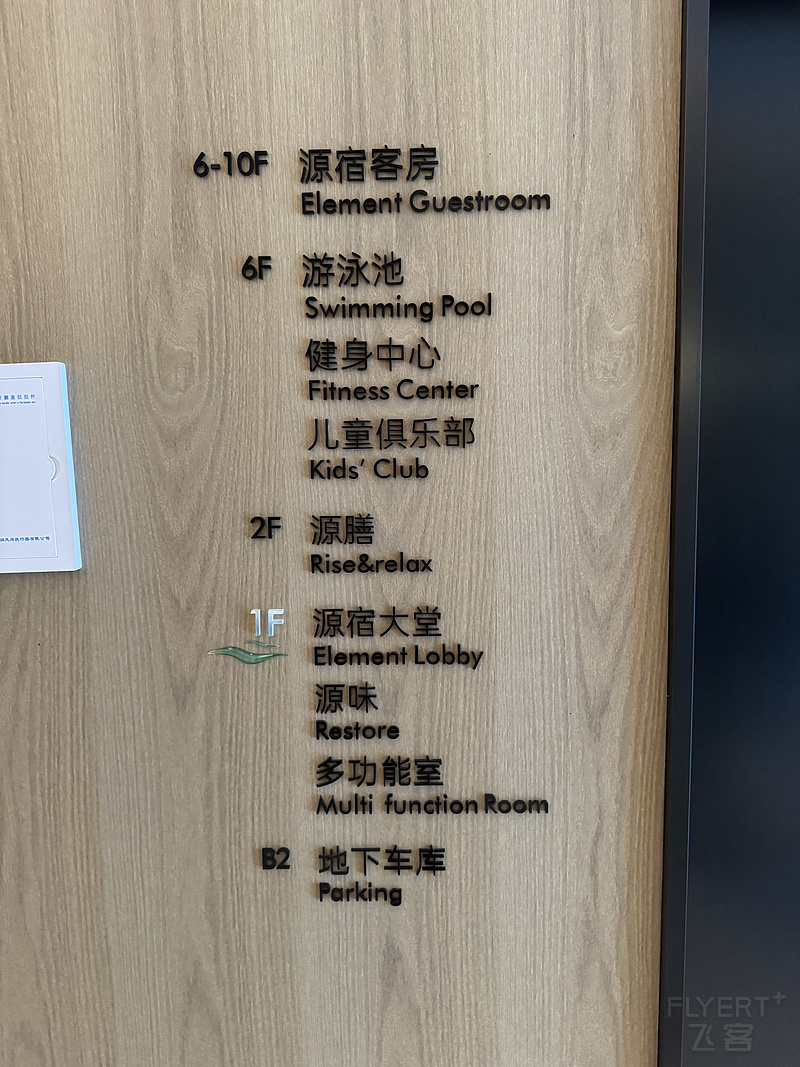 6-10F 源宿客房
Element Guestroom
6F 游泳池
Swimming Pool
健身中心
Fitness Center
儿童俱乐部
Kids' Club
2F 源膳
Rise&relax
1F 源宿大堂
Element Lobby
源味
Restore
多功能室
Multi function Room
B2 地下车库
Parking
FLYERT+
飞客